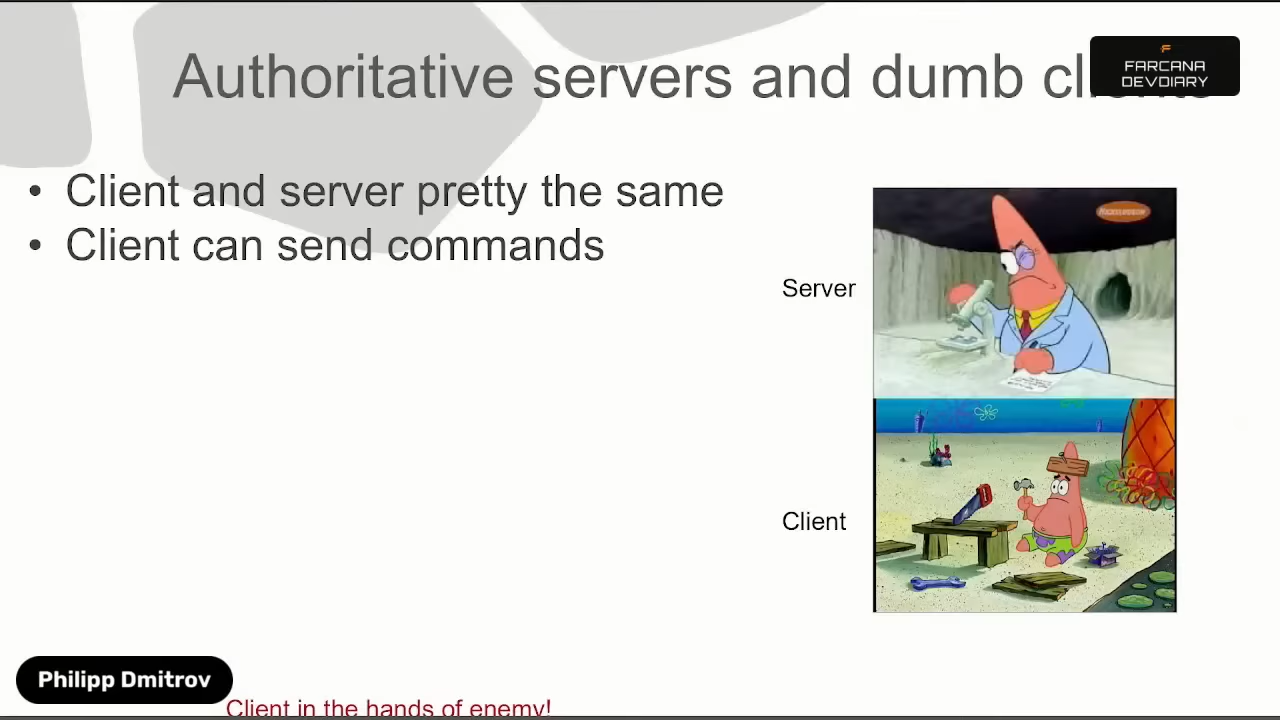 Authoritative servers and dumb
FARCANA
DEVDIARY
• Client and server pretty the same
• Client can send commands
NICKELODEON
Server
Client
Philipp Dmitrov
Client in the hands of enemy!